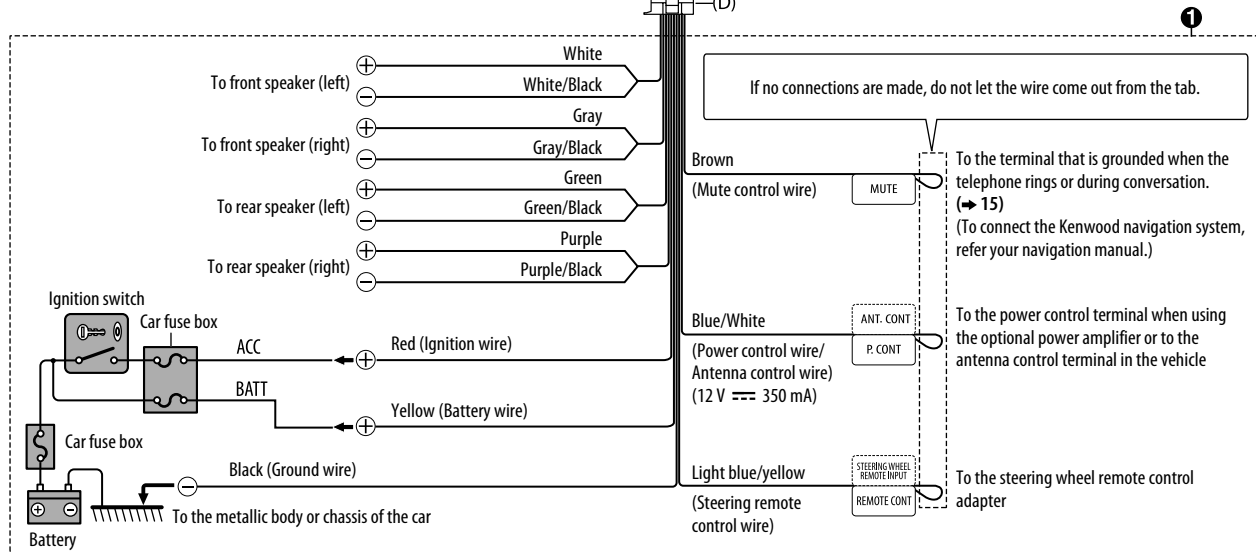 (D)
1
White
To front speaker (left)
White/Black
Gray
To front speaker (right)
Gray/Black
Green
To rear speaker (left)
Green/Black
Purple
To rear speaker (right)
Purple/Black
Ignition switch
Car fuse box
ACC
Red (Ignition wire)
BATT
Yellow (Battery wire)
Car fuse box
Black (Ground wire)
To the metallic body or chassis of the car
Battery
If no connections are made, do not let the wire come out from the tab.
Brown
(Mute control wire)
MUTE
To the terminal that is grounded when the
telephone rings or during conversation.
(➜ 15)
(To connect the Kenwood navigation system,
refer your navigation manual.)
Blue/White
(Power control wire/
Antenna control wire)
(12 V ⎓ 350 mA)
ANT. CONT
P. CONT
To the power control terminal when using
the optional power amplifier or to the
antenna control terminal in the vehicle
Light blue/yellow
(Steering remote
control wire)
STEERING WHEEL
REMOTE INPUT
REMOTE CONT
To the steering wheel remote control
adapter